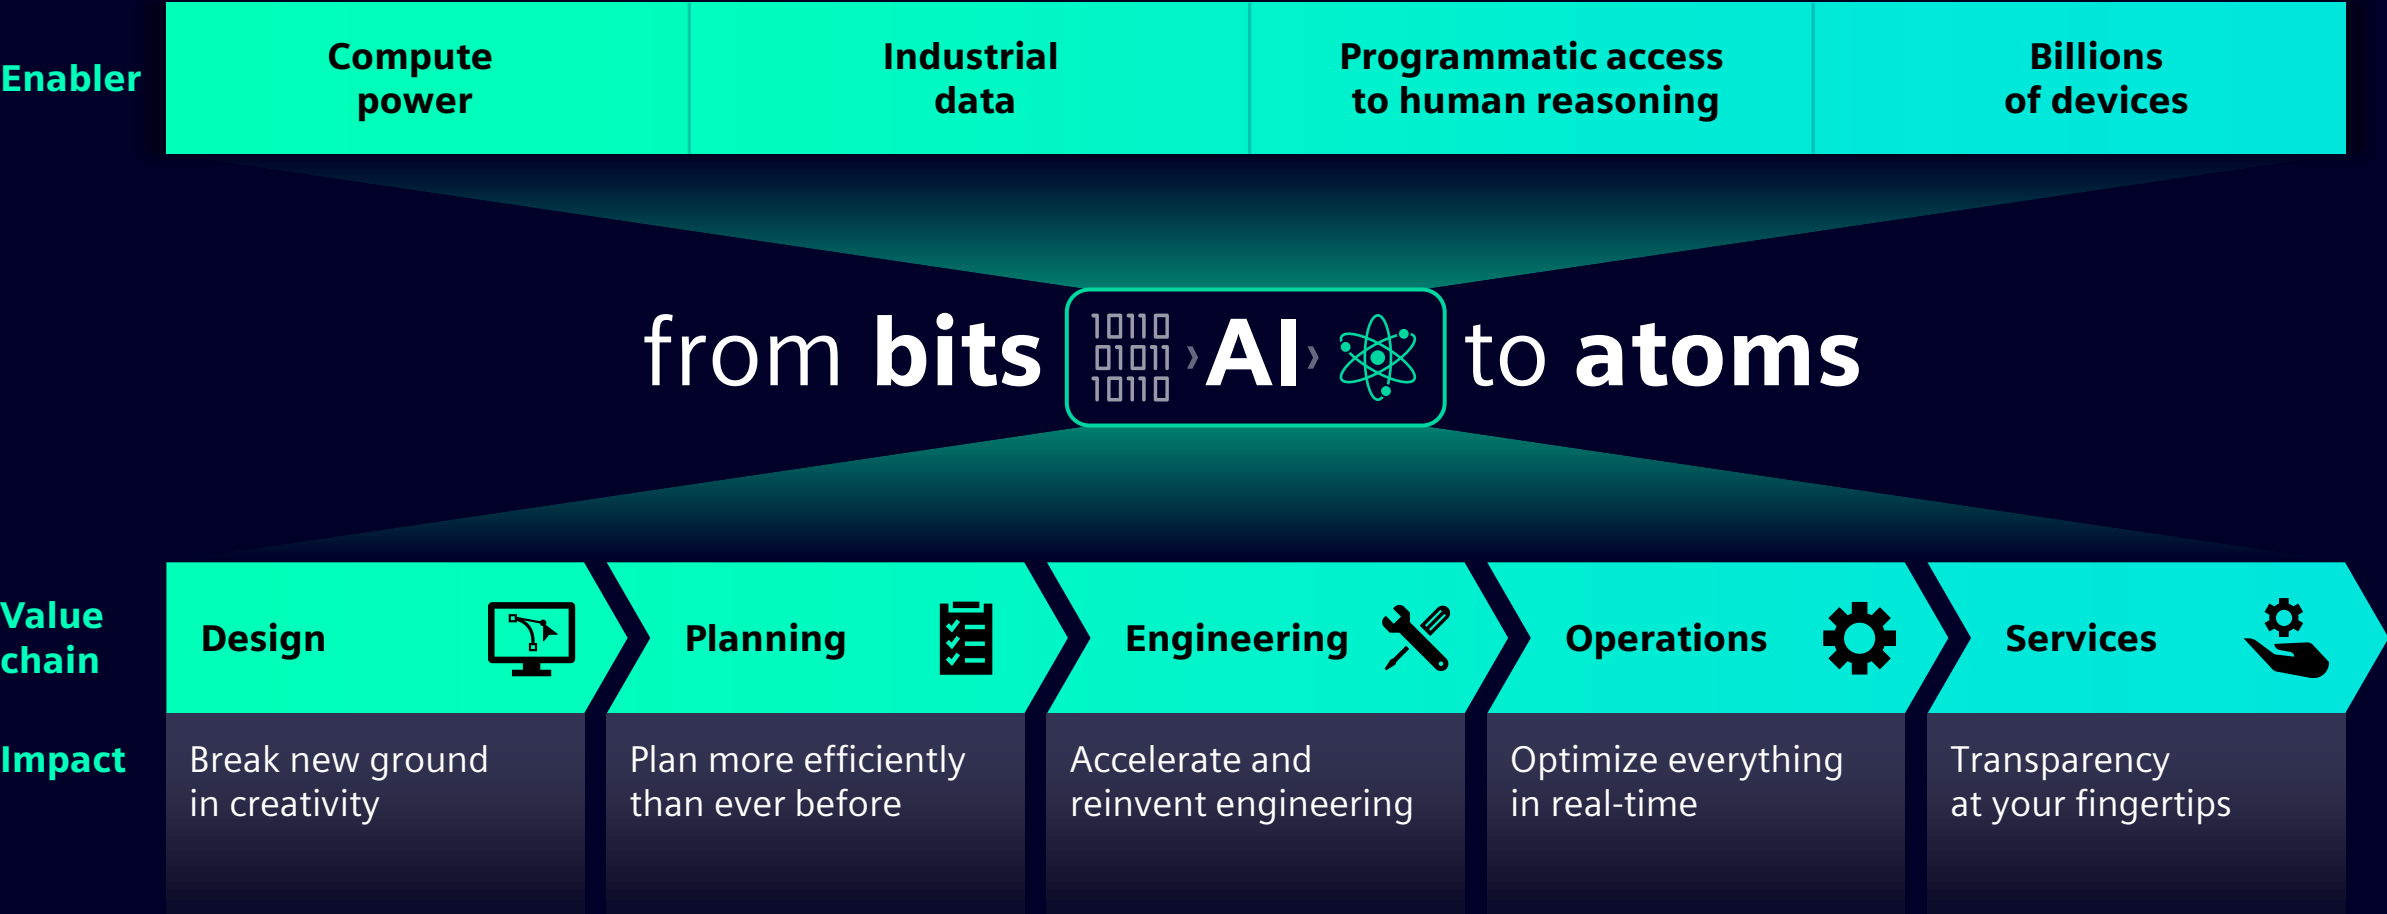 Enabler
Compute
power
Industrial
data
Programmatic access
to human reasoning
Billions
of devices
from bits
10110
01011
10110
› AI ›
to atoms
Value
chain
Design
Planning
Engineering
Operations
Services
Impact
Break new ground
in creativity
Plan more efficiently
than ever before
Accelerate and
reinvent engineering
Optimize everything
in real-time
Transparency
at your fingertips